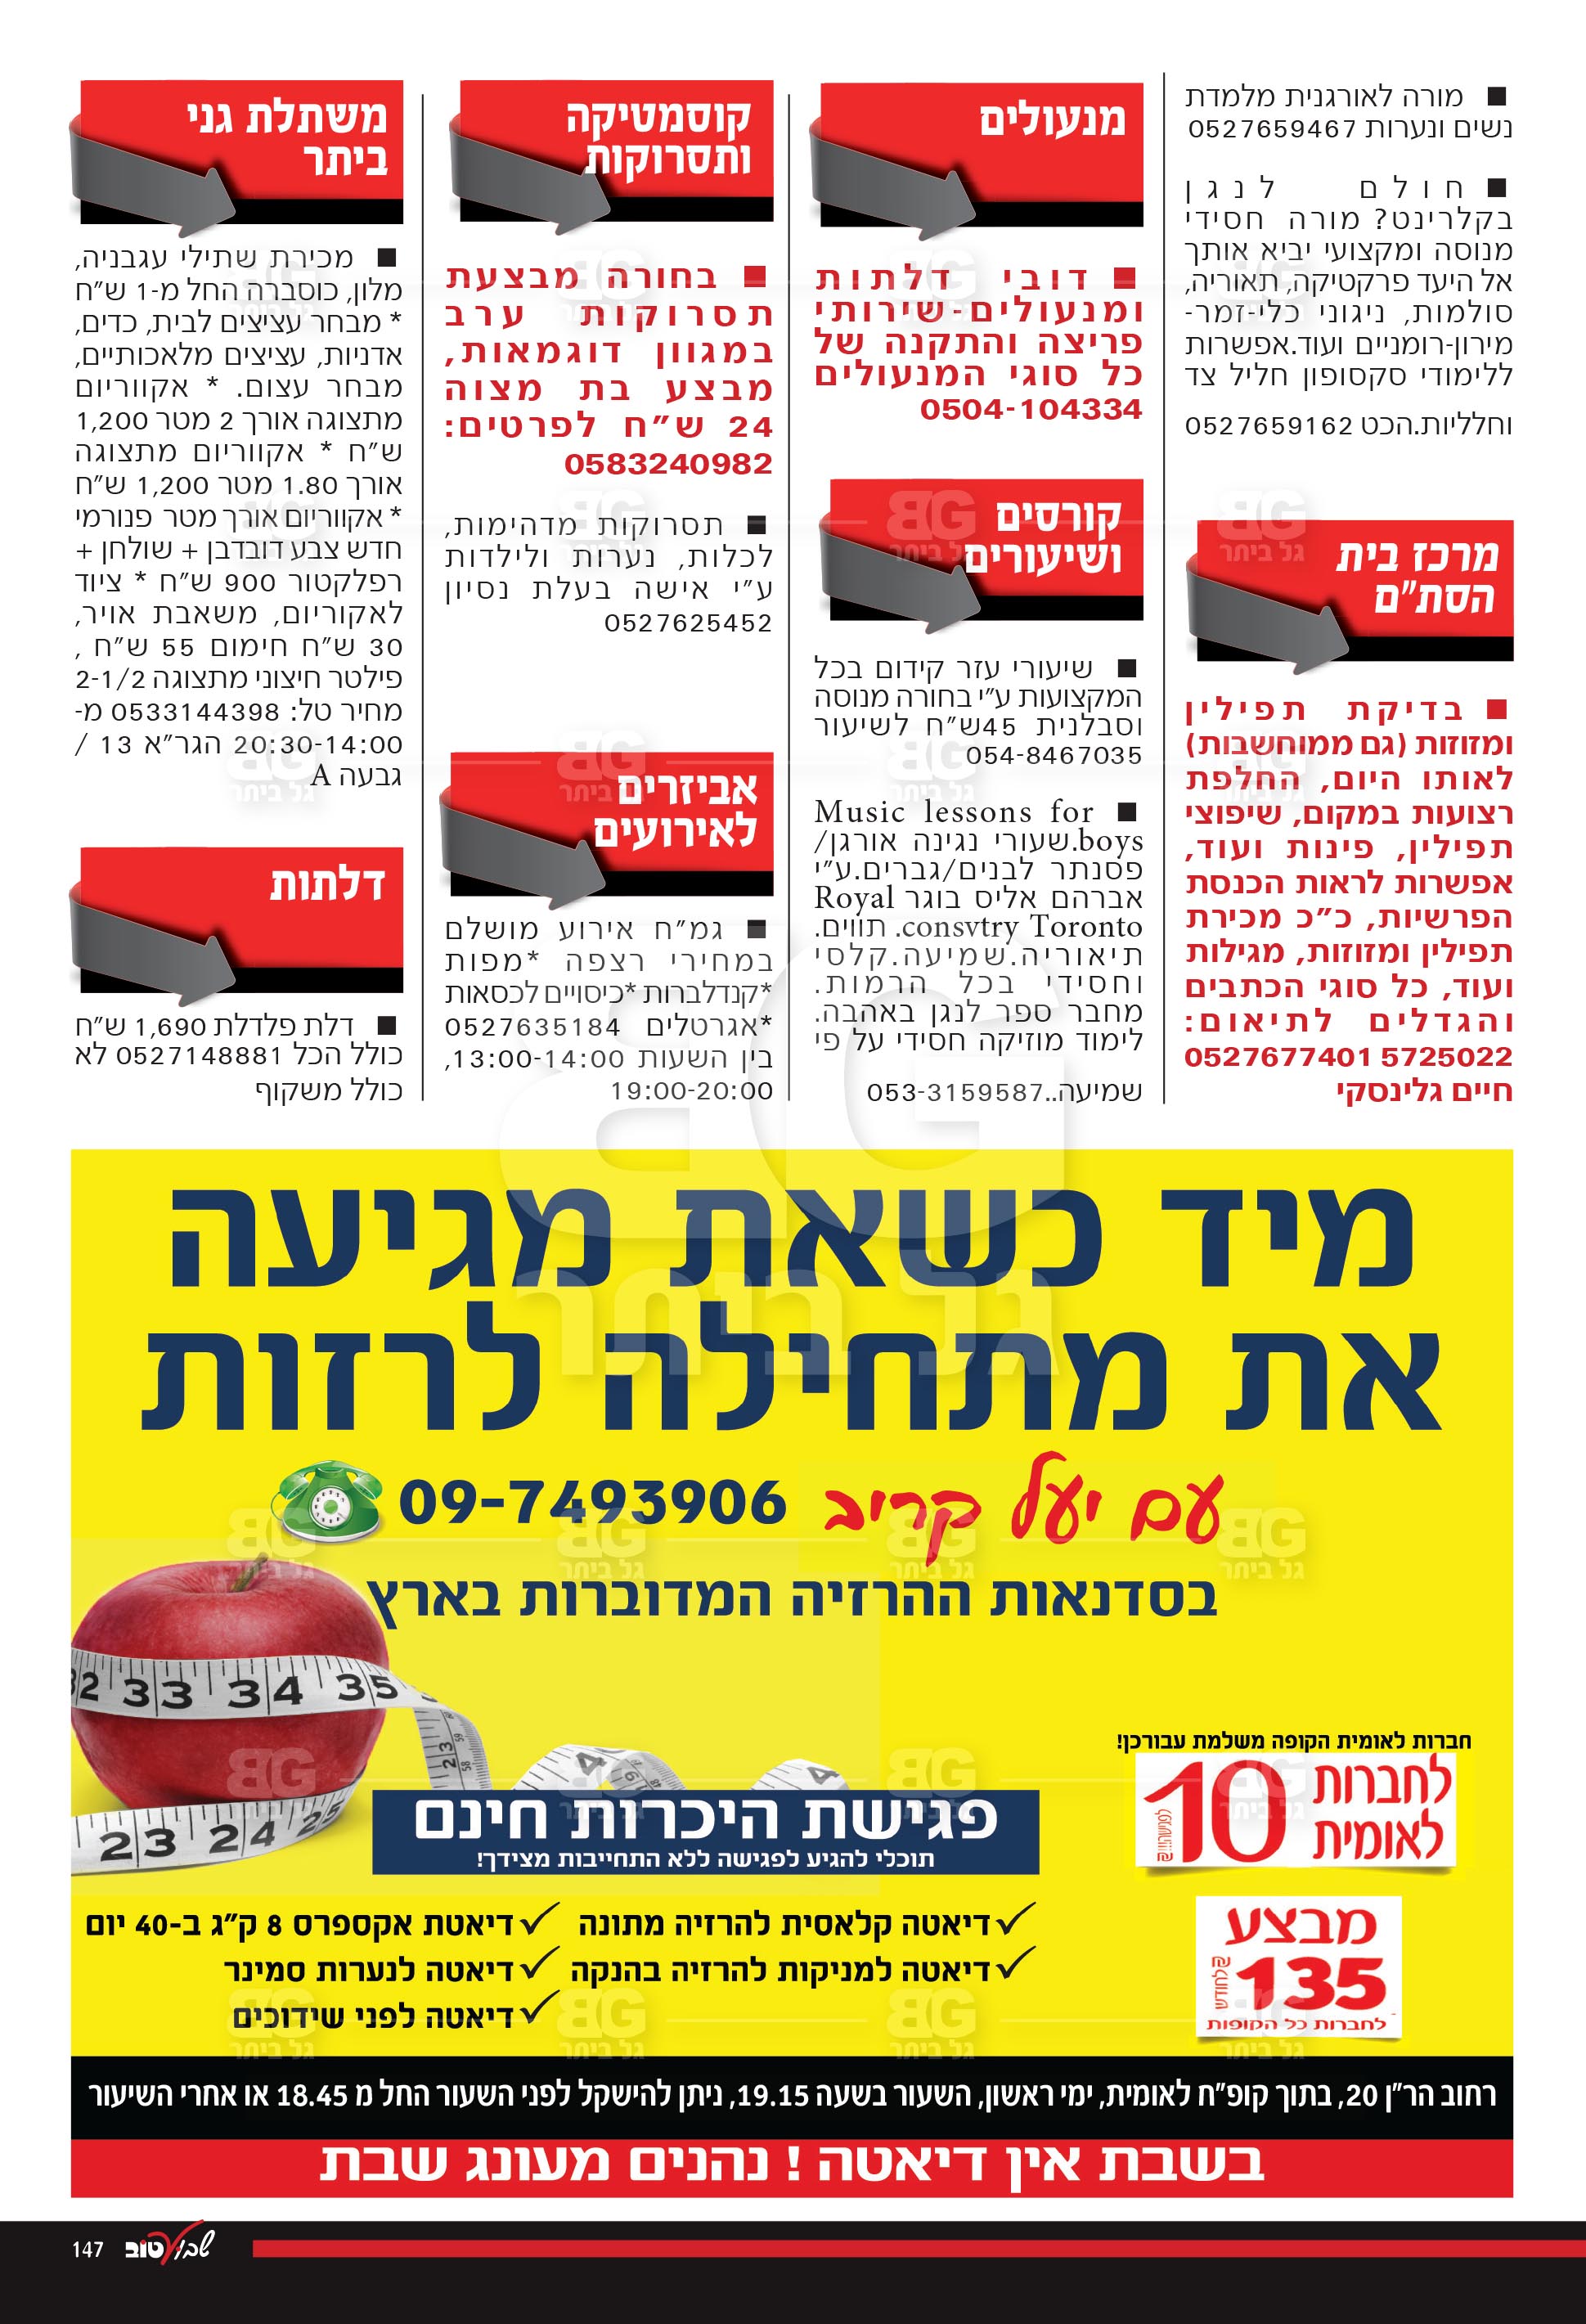 ■ מורה לאורגנית מלמדת
נשים ונערות 0527659467
■ חולם לנגן
בקלרינט? מורה חסידי
מנוסה ומקצועי יביא אותך
אל היעד פרקטיקה, תאוריה,
סולמות, ניגוני כלי-זמר-
מירון-רומניים ועוד.אפשרות
ללימודי סקסופון חליל צד
וחלליות.הכט 0527659162
מרכז בית
הסת"ם
■ בדיקת תפילין
ומזוזות (גם ממוחשבות)
לאותו היום, החלפת
רצועות במקום, שיפוצי
תפילין, פינות ועוד,
אפשרות לראות הכנסת
הפרשיות, כ"כ מכירת
תפילין ומזוזות, מגילות
ועוד, כל סוגי הכתבים
והגדלים לתיאום:
0527677401 5725022
חיים גלינסקי
מנעולים
■ דובי דלתות
ומנעולים-שירותי
פריצה והתקנה של
כל סוגי המנעולים
0504-104334
קורסים
ושיעורים
■ שיעורי עזר קידום בכל
המקצועות ע"י בחורה מנוסה
וסבלנית 45ש"ח לשיעור
054-8467035
■ Music lessons for
boys.שעורי נגינה אורגן/
פסנתר לבנים/גברים.ע"י
אברהם אליס בוגר Royal
consvtry Toronto. תווים.
תיאוריה.שמיעה.קלסי
וחסידי בכל הרמות.
מחבר ספר לנגן באהבה.
לימוד מוזיקה חסידי על פי
שמיעה..053-3159587
קוסמטיקה
ותסרוקות
■ בחורה מבצעת
תסרוקות ערב
במגוון דוגמאות,
מבצע בת מצוה
24 ש"ח לפרטים:
0583240982
■ תסרוקות מדהימות,
לכלות, נערות ולילדות
ע"י אישה בעלת נסיון
0527625452
אביזרים
לאירועים
■ גמ"ח אירוע מושלם
במחירי רצפה *מפות
*קנדלברות *כיסויים לכסאות
*אגרטלים 0527635184
בין השעות 13:00-14:00,
19:00-20:00
משתלת גני
ביתר
■ מכירת שתילי עגבניה,
מלון, כוסברה החל מ-1 ש"ח
* מבחר עציצים לבית, כדים,
אדניות, עציצים מלאכותיים,
מבחר עצום. * אקווריום
מתצוגה אורך 2 מטר 1,200
ש"ח * אקווריום מתצוגה
אורך 1.80 מטר 1,200 ש"ח
* אקווריום אורך מטר פנורמי
חדש צבע דובדבן + שולחן +
רפלקטור 900 ש"ח * ציוד
לאקוריום, משאבת אויר,
30 ש"ח חימום 55 ש"ח ,
פילטר חיצוני מתצוגה 2-1/2
מחיר טל: 0533144398 מ-
20:30-14:00 הגר"א 13 /
גבעה A
דלתות
■ דלת פלדלת 1,690 ש"ח
כולל הכל 0527148881 לא
כולל משקוף
מיד כשאת מגיעה
את מתחילה לרזות
עם יעל קריב 09-7493906
בסדנאות ההרזיה המדוברות בארץ
32 33 34 35
23 24 25
חברות לאומית הקופה משלמת עבורכן!
לחברות
לאומית
10
₪ לפגישה!!!
פגישת היכרות חינם
תוכלי להגיע לפגישה ללא התחייבות מצידך!
מבצע
135
₪ לחודש
לחברות כל הקופות
✓דיאטה קלאסית להרזיה מתונה
✓דיאטה למניקות להרזיה בהנקה
✓דיאטת אקספרס 8 ק"ג ב-40 יום
✓דיאטה לנערות סמינר
✓דיאטה לפני שידוכים
רחוב הר"ן 20, בתוך קופ"ח לאומית, ימי ראשון, השעור בשעה 19.15, ניתן להישקל לפני השעור החל מ 18.45 או אחרי השיעור
בשבת אין דיאטה ! נהנים מעונג שבת
שבוע טוב 147
BG
גל ביתר